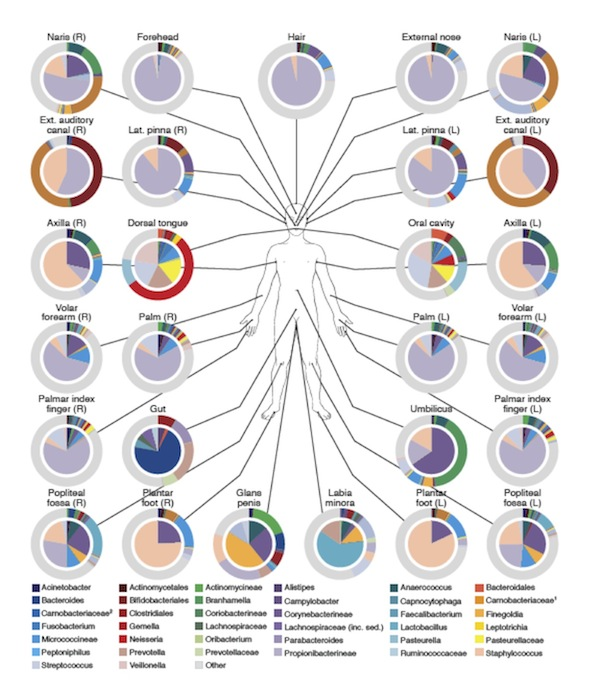 Naris (R)
Forehead
Hair
External nose
Naris (L)
Ext. auditory
canal (R)
Lat. pinna (R)
Lat. pinna (L)
Ext. auditory
canal (L)
Axilla (R)
Dorsal tongue
Oral cavity
Axilla (L)
Volar
forearm (R)
Palm (R)
Palm (L)
Volar
forearm (L)
Palmar index
finger (R)
Gut
Umbilicus
Palmar index
finger (L)
Popliteal
fossa (R)
Plantar
foot (R)
Glans
penis
Labia
minora
Plantar
foot (L)
Popliteal
fossa (L)
Acinetobacter
Actinomycetales
Actinomycineae
Alistipes
Anaerococcus
Bacteroidales
Bacteroides
Bifidobacteriales
Branhamella
Campylobacter
Capnocytophaga
Carnobacteriaceae¹
Carnobacteriaceae²
Clostridiales
Coriobacterineae
Corynebacterineae
Faecalibacterium
Finegoldia
Fusobacterium
Gemella
Lachnospiraceae
Lachnospiraceae (inc. sed.)
Lactobacillus
Leptotrichia
Micrococcineae
Neisseria
Oribacterium
Parabacteroides
Pasteurella
Pasteurellaceae
Peptoniphilus
Prevotella
Prevotellaceae
Propionibacterineae
Ruminococcaceae
Staphylococcus
Streptococcus
Veillonella
Other